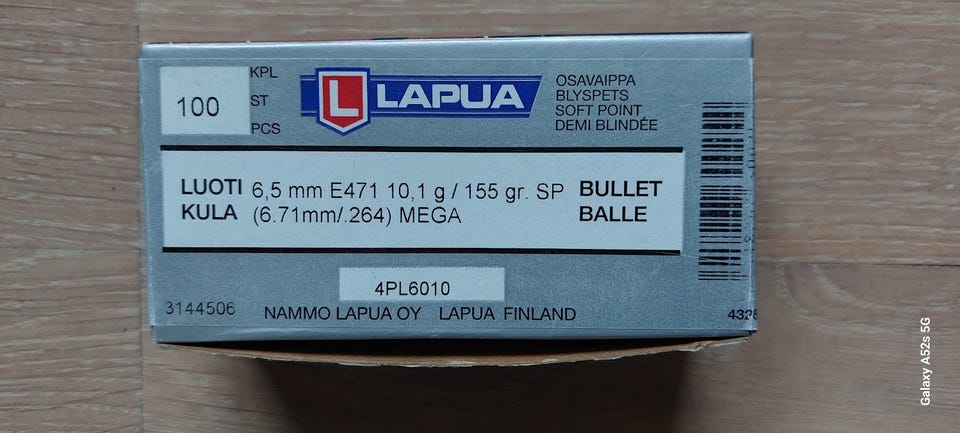 100
KPL
ST
PCS
L LAPUA
OSAVAIPPA
BLYSPETS
SOFT POINT
DEMI BLINDÉE
LUOTI
KULA
6,5 mm E471 10,1 g / 155 gr. SP
(6.71mm/.264) MEGA
BULLET
BALLE
4PL6010
3144506
NAMMO LAPUA OY LAPUA FINLAND
Galaxy A52s 5G